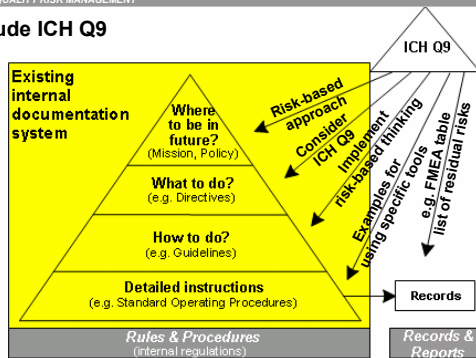 QUALITY RISK MANAGEMENT
ude ICH Q9
ICH Q9
Existing
internal
documentation
system
Where
to be in
future?
(Mission, Policy)
What to do?
(e.g. Directives)
How to do?
(e.g. Guidelines)
Detailed instructions
(e.g. Standard Operating Procedures)
Risk-based
approach
Consider
ICH Q9
Implement
risk-based thinking
Examples for
using specific tools
e.g. FMEA table
list of residual risks
Records
Rules & Procedures
(internal regulations)
Records &
Reports